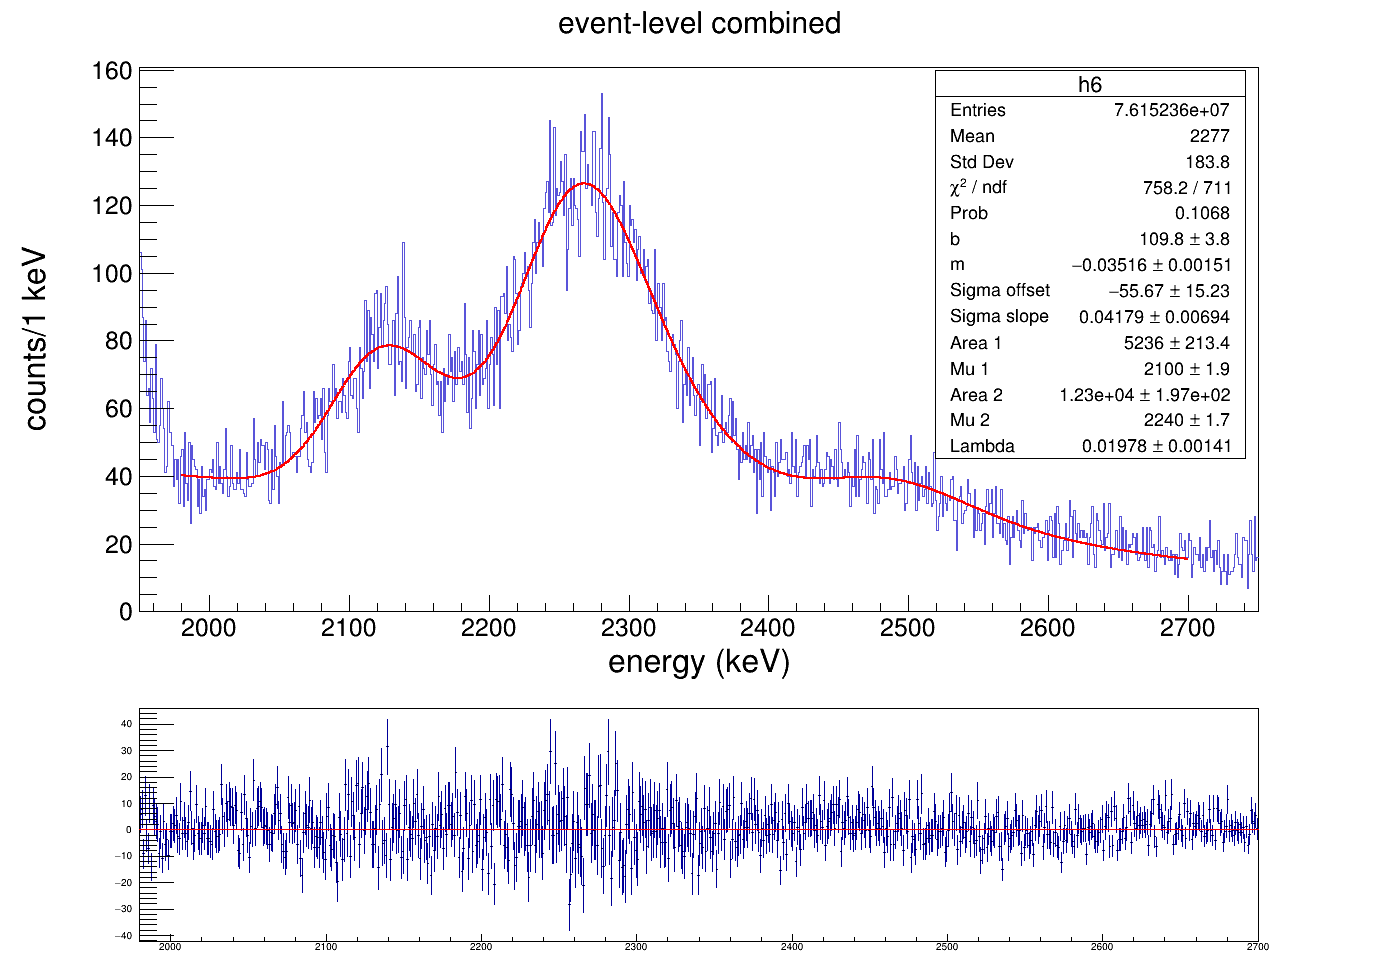 event-level combined
160
140
120
100
80
60
40
20
0
counts/1 keV
h6
Entries 7.615236e+07
Mean 2277
Std Dev 183.8
χ² / ndf 758.2 / 711
Prob 0.1068
b 109.8 ± 3.8
m −0.03516 ± 0.00151
Sigma offset −55.67 ± 15.23
Sigma slope 0.04179 ± 0.00694
Area 1 5236 ± 213.4
Mu 1 2100 ± 1.9
Area 2 1.23e+04 ± 1.97e+02
Mu 2 2240 ± 1.7
Lambda 0.01978 ± 0.00141
2000 2100 2200 2300 2400 2500 2600 2700
energy (keV)
40
30
20
10
0
−10
−20
−30
−40
2000 2100 2200 2300 2400 2500 2600 2700